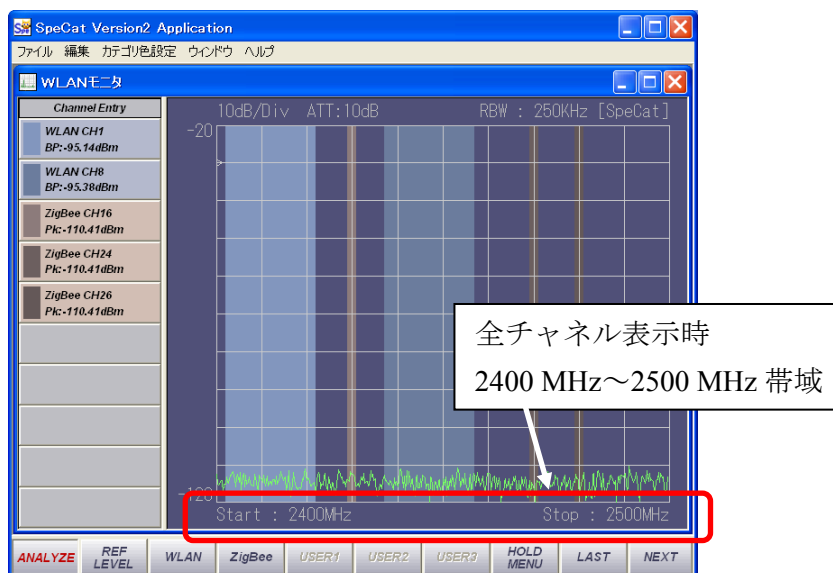 SpeCat Version2 Application
ファイル 編集 カテゴリ色設定 ウインドウ ヘルプ
WLANモニタ
Channel Entry
WLAN CH1
BP:-95.14dBm
WLAN CH8
BP:-95.38dBm
ZigBee CH16
Pk:-110.41dBm
ZigBee CH24
Pk:-110.41dBm
ZigBee CH26
Pk:-110.41dBm
10dB/Div ATT:10dB RBW : 250KHz [SpeCat]
-20
全チャネル表示時
2400 MHz～2500 MHz 帯域
-120
Start : 2400MHz Stop : 2500MHz
ANALYZE REF LEVEL WLAN ZigBee USER1 USER2 USER3 HOLD MENU LAST NEXT